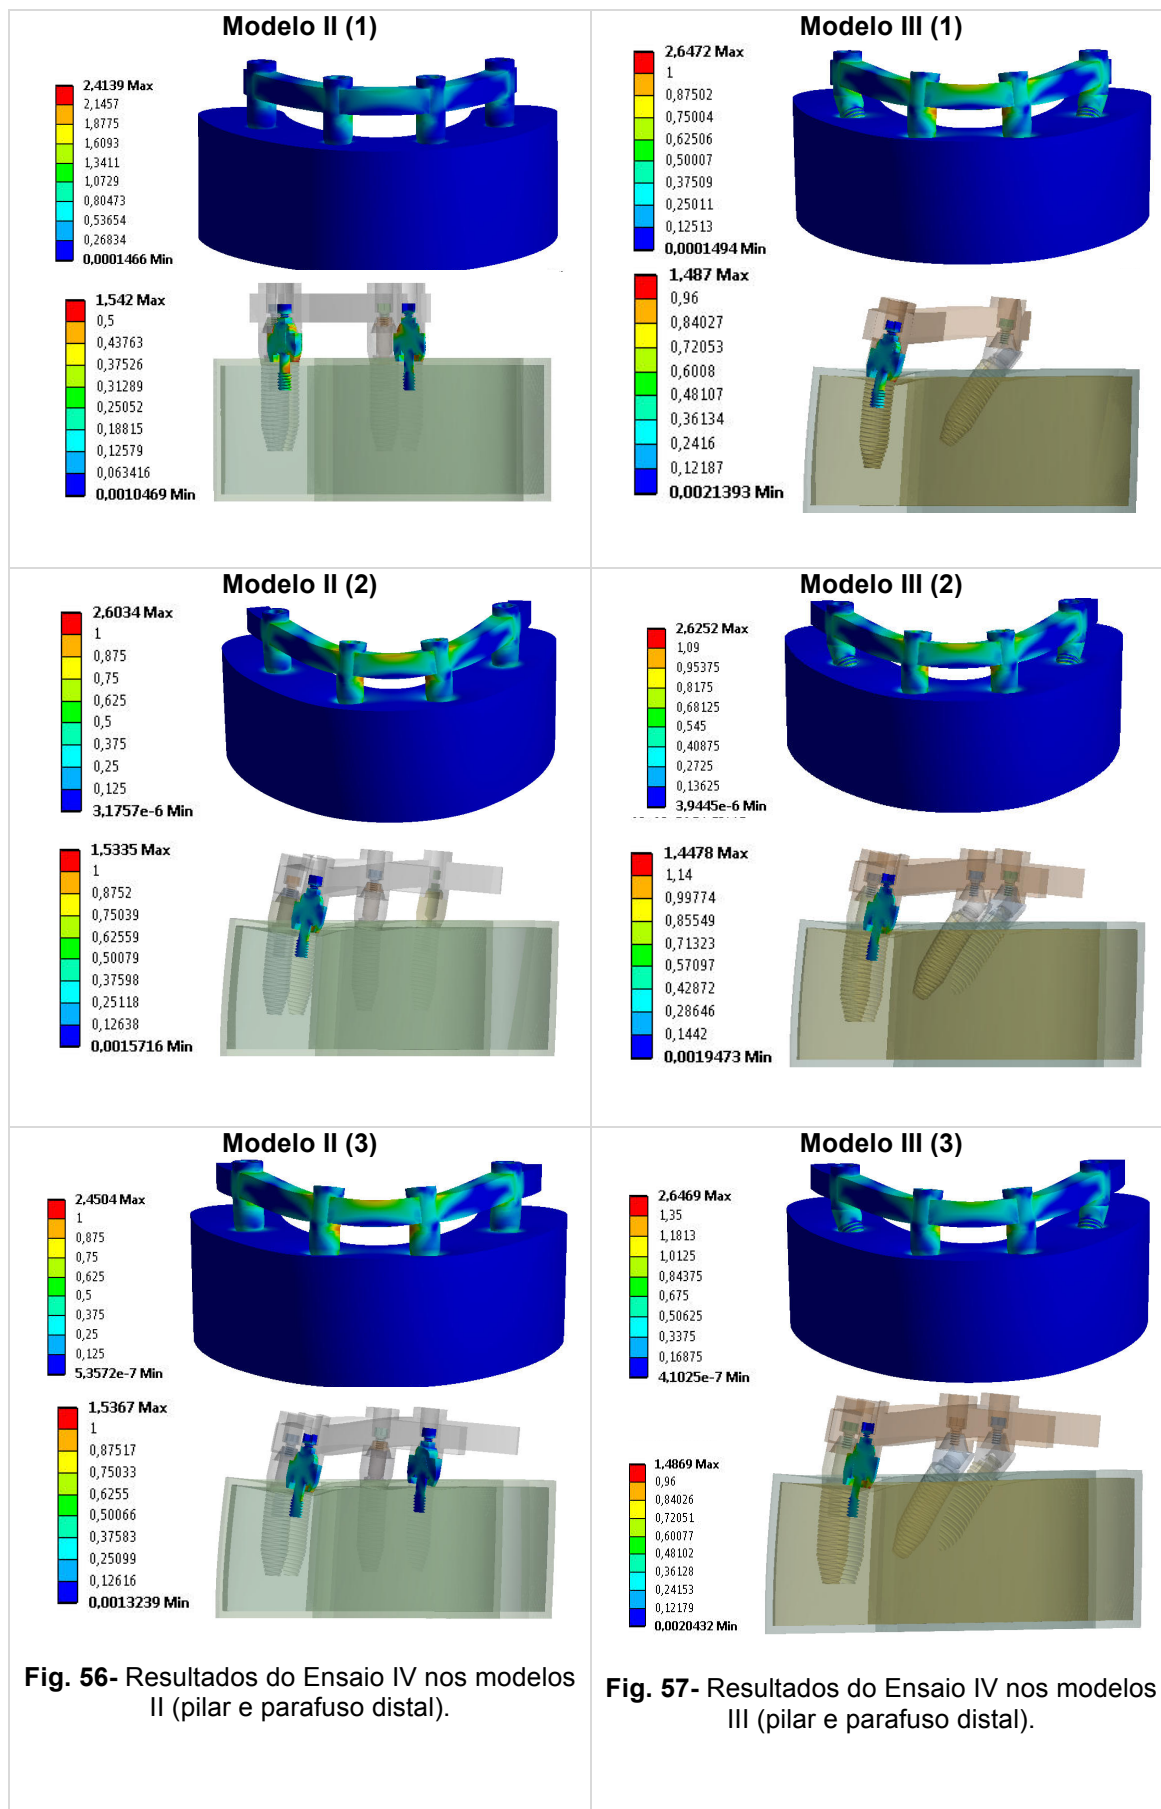 Modelo II (1)
2,4139 Max
2,1457
1,8775
1,6093
1,3411
1,0729
0,80473
0,53654
0,26834
0,0001466 Min
1,542 Max
0,5
0,43763
0,37526
0,31289
0,25052
0,18815
0,12579
0,063416
0,0010469 Min
Modelo III (1)
2,6472 Max
1
0,87502
0,75004
0,62506
0,50007
0,37509
0,25011
0,12513
0,0001494 Min
1,487 Max
0,96
0,84027
0,72053
0,6008
0,48107
0,36134
0,2416
0,12187
0,0021393 Min
Modelo II (2)
2,6034 Max
1
0,875
0,75
0,625
0,5
0,375
0,25
0,125
3,1757e-6 Min
1,5335 Max
1
0,8752
0,75039
0,62559
0,50079
0,37598
0,25118
0,12638
0,0015716 Min
Modelo III (2)
2,6252 Max
1,09
0,95375
0,8175
0,68125
0,545
0,40875
0,2725
0,13625
3,9445e-6 Min
1,4478 Max
1,14
0,99774
0,85549
0,71323
0,57097
0,42872
0,28646
0,1442
0,0019473 Min
Modelo II (3)
2,4504 Max
1
0,875
0,75
0,625
0,5
0,375
0,25
0,125
5,3572e-7 Min
1,5367 Max
1
0,87517
0,75033
0,6255
0,50066
0,37583
0,25099
0,12616
0,0013239 Min
Modelo III (3)
2,6469 Max
1,35
1,1813
1,0125
0,84375
0,675
0,50625
0,3375
0,16875
4,1025e-7 Min
1,4869 Max
0,96
0,84026
0,72051
0,60077
0,48102
0,36128
0,24153
0,12179
0,0020432 Min
Fig. 56- Resultados do Ensaio IV nos modelos
II (pilar e parafuso distal).
Fig. 57- Resultados do Ensaio IV nos modelos
III (pilar e parafuso distal).